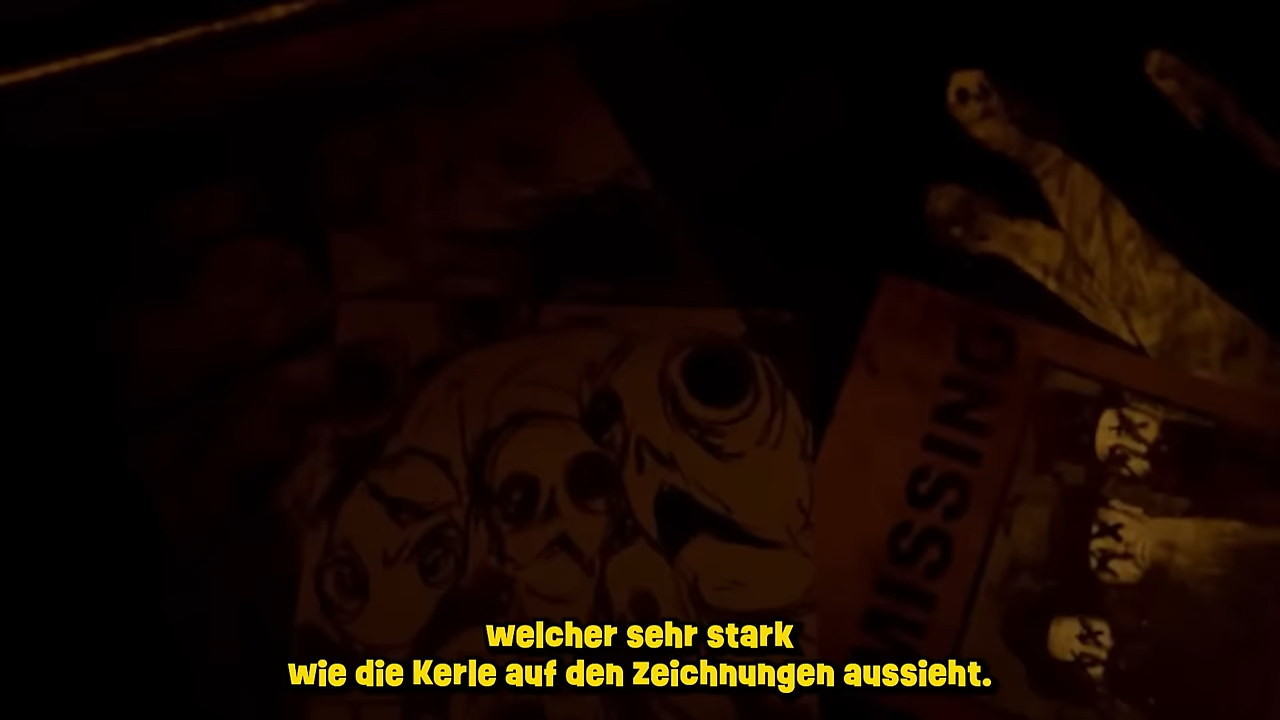 MISSING
welcher sehr stark
wie die Kerle auf den Zeichnungen aussieht.